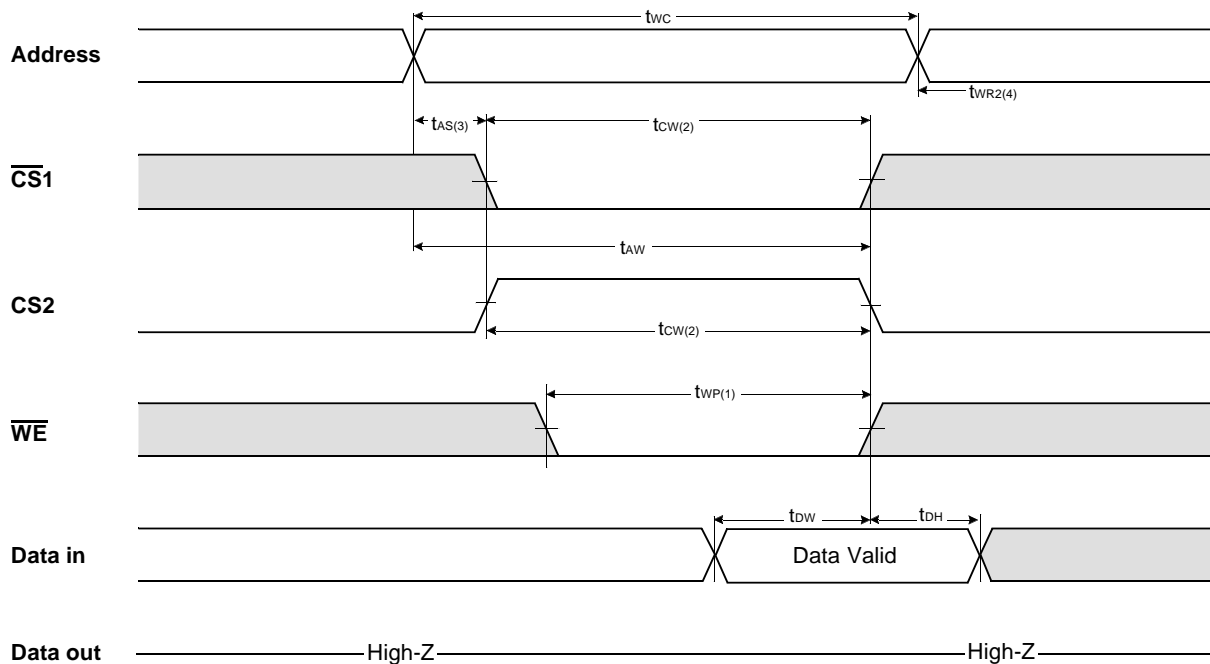 tWC
Address
tWR2(4)
tAS(3)
tCW(2)
CS1
tAW
CS2
tCW(2)
tWP(1)
WE
tDW
tDH
Data in
Data Valid
Data out
High-Z
High-Z